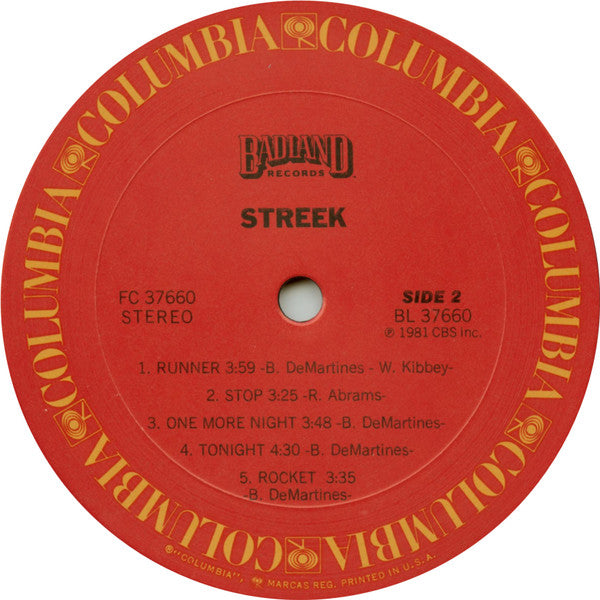 COLUMBIA COLUMBIA COLUMBIA COLUMBIA COLUMBIA COLUMBIA COLUMBIA
BADLAND
RECORDS
STREEK
FC 37660
STEREO
SIDE 2
BL 37660
℗ 1981 CBS inc.
1. RUNNER 3:59 -B. DeMartines - W. Kibbey-
2. STOP 3:25 -R. Abrams-
3. ONE MORE NIGHT 3:48 -B. DeMartines-
4. TONIGHT 4:30 -B. DeMartines-
5. ROCKET 3:35
-B. DeMartines-
®"COLUMBIA", MARCAS REG. PRINTED IN U.S.A.